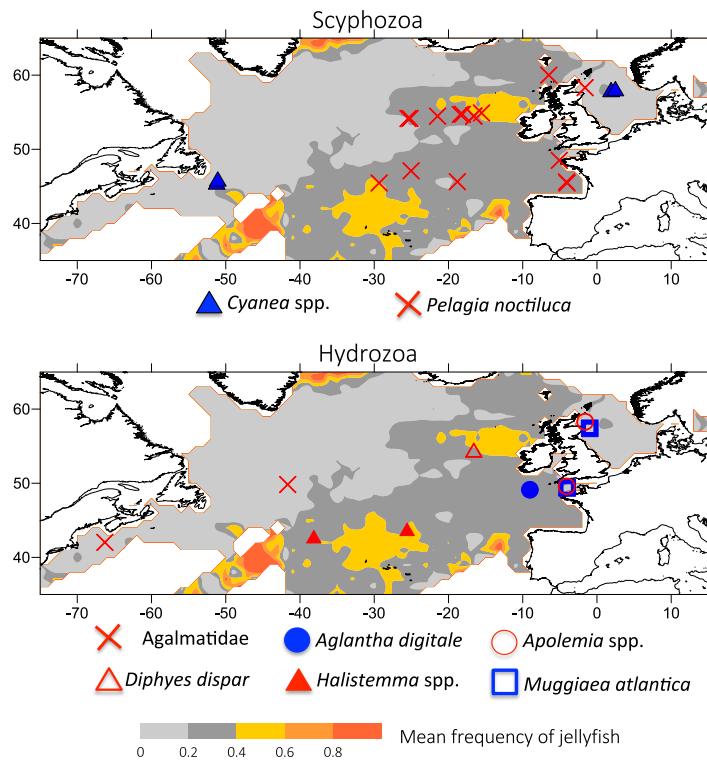 Scyphozoa
60
50
40
−70 −60 −50 −40 −30 −20 −10 0 10
Cyanea spp. Pelagia noctiluca
Hydrozoa
60
50
40
−70 −60 −50 −40 −30 −20 −10 0 10
Agalmatidae Aglantha digitale Apolemia spp.
Diphyes dispar Halistemma spp. Muggiaea atlantica
0 0.2 0.4 0.6 0.8 Mean frequency of jellyfish